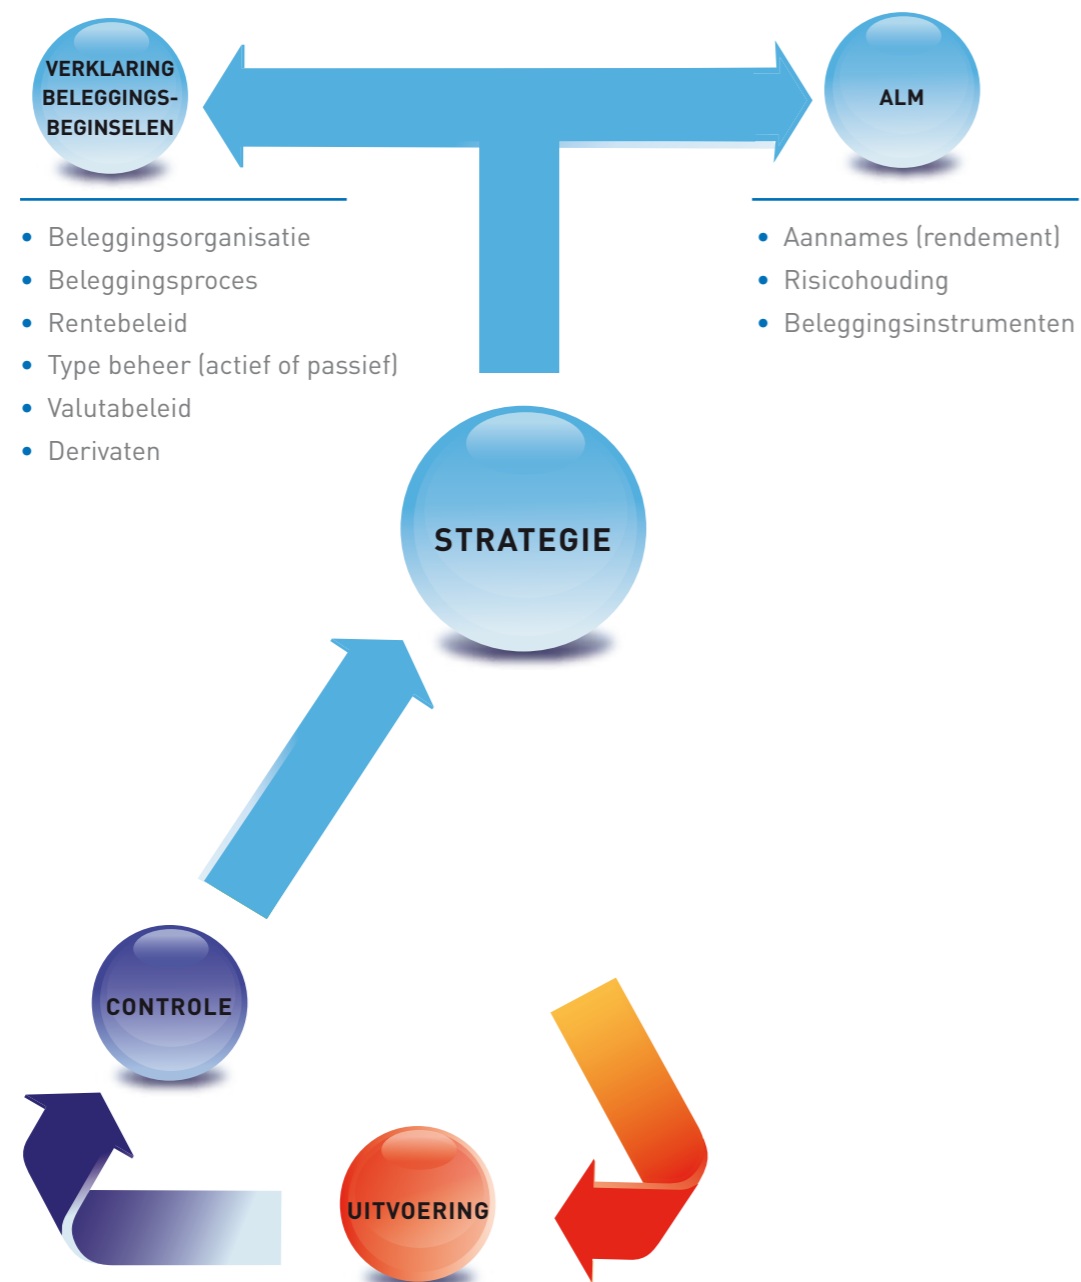 VERKLARING
BELEGGINGS-
BEGINSELEN
• Beleggingsorganisatie
• Beleggingsproces
• Rentebeleid
• Type beheer (actief of passief)
• Valutabeleid
• Derivaten
ALM
• Aannames (rendement)
• Risicohouding
• Beleggingsinstrumenten
STRATEGIE
CONTROLE
UITVOERING